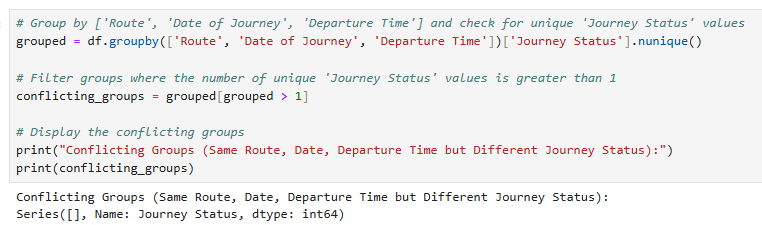 # Group by ['Route', 'Date of Journey', 'Departure Time'] and check for unique 'Journey Status' values
grouped = df.groupby(['Route', 'Date of Journey', 'Departure Time'])['Journey Status'].nunique()
# Filter groups where the number of unique 'Journey Status' values is greater than 1
conflicting_groups = grouped[grouped > 1]
# Display the conflicting groups
print("Conflicting Groups (Same Route, Date, Departure Time but Different Journey Status):")
print(conflicting_groups)
Conflicting Groups (Same Route, Date, Departure Time but Different Journey Status):
Series([], Name: Journey Status, dtype: int64)